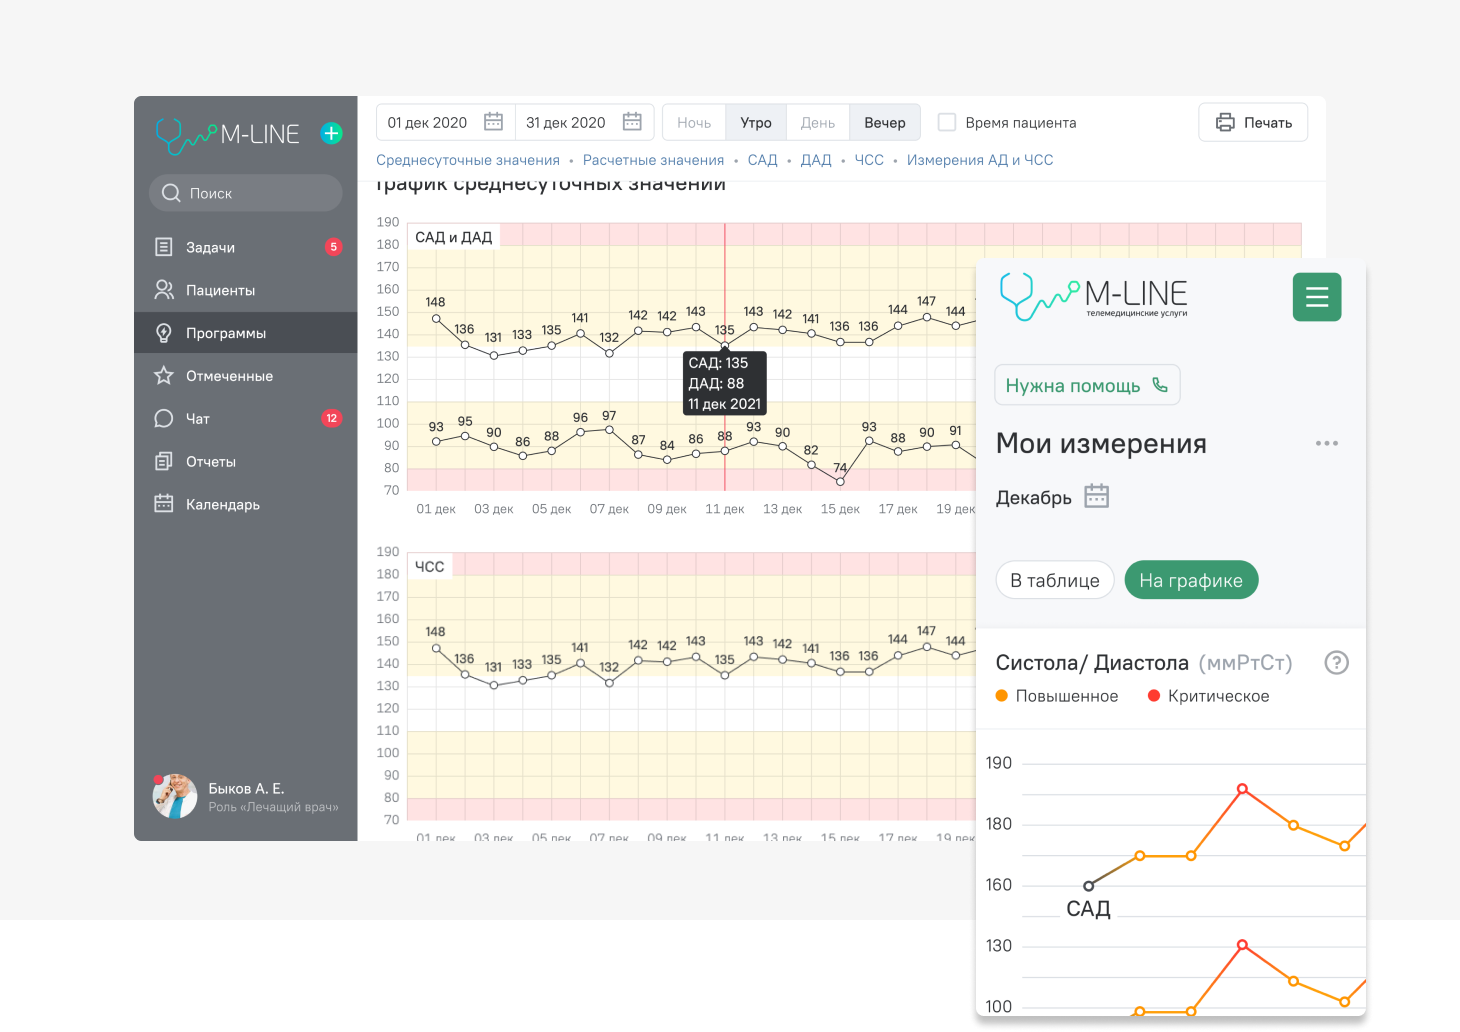 M-LINE
Поиск
Задачи 5
Пациенты
Программы
Отмеченные
Чат 12
Отчеты
Календарь
Быков А. Е.
Роль «Лечащий врач»
01 дек 2020 31 дек 2020 Ночь Утро День Вечер Время пациента Печать
Среднесуточные значения • Расчетные значения • САД • ДАД • ЧСС • Измерения АД и ЧСС
График среднесуточных значений
САД и ДАД
190
180
170
160
150
140
130
120
110
100
90
80
70
148 136 131 133 135 141 132 142 142 143 135 143 142 141 136 136 144 147 144
САД: 135
ДАД: 88
11 дек 2021
93 95 90 86 88 96 97 87 84 86 88 93 90 82 74 93 88 90 91
01 дек 03 дек 05 дек 07 дек 09 дек 11 дек 13 дек 15 дек 17 дек 19 дек
ЧСС
190
180
170
160
150
140
130
120
110
100
90
80
70
148 136 131 133 135 141 132 142 142 143 135 143 142 141 136 136 144 147 144
01 дек 03 дек 05 дек 07 дек 09 дек 11 дек 13 дек 15 дек 17 дек 19 дек
M-LINE
телемедицинские услуги
Нужна помощь
Мои измерения
Декабрь
В таблице На графике
Систола/ Диастола (ммРтСт) ?
Повышенное Критическое
190
180
160
САД
130
100